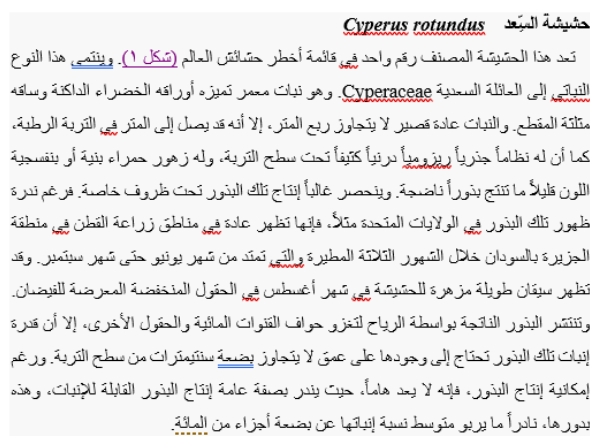 حشيشة السِّعد Cyperus rotundus
تعد هذا الحشيشة المصنف رقم واحد في قائمة أخطر حشائش العالم (شكل ١). وينتمي هذا النوع
النباتي إلى العائلة السعدية Cyperaceae. وهو نبات معمر تميزه أوراقه الخضراء الداكنة وساقه
مثلثة المقطع. والنبات عادة قصير لا يتجاوز ربع المتر، إلا أنه قد يصل إلى المتر في التربة الرطبة،
كما أن له نظاماً جذرياً ريزومياً درنياً كثيفاً تحت سطح التربة، وله زهور حمراء بنية أو بنفسجية
اللون قليلاً ما تنتج بذوراً ناضجة. وينحصر غالباً إنتاج تلك البذور تحت ظروف خاصة. فرغم ندرة
ظهور تلك البذور في الولايات المتحدة مثلاً، فإنها تظهر عادة في مناطق زراعة القطن في منطقة
الجزيرة بالسودان خلال الشهور الثلاثة المطيرة والتي تمتد من شهر يونيو حتى شهر سبتمبر. وقد
تظهر سيقان طويلة مزهرة للحشيشة في شهر أغسطس في الحقول المنخفضة المعرضة للفيضان.
وتنتشر البذور الناتجة بواسطة الرياح لتغزو حواف القنوات المائية والحقول الأخرى، إلا أن قدرة
إنبات تلك البذور تحتاج إلى وجودها على عمق لا يتجاوز بضعة سنتيمترات من سطح التربة. ورغم
إمكانية إنتاج البذور، فإنه لا يعد هاماً، حيث يندر بصفة عامة إنتاج البذور القابلة للإنبات، وهذه
بدورها، نادراً ما يربو متوسط نسبة إنباتها عن بضعة أجزاء من المائة.